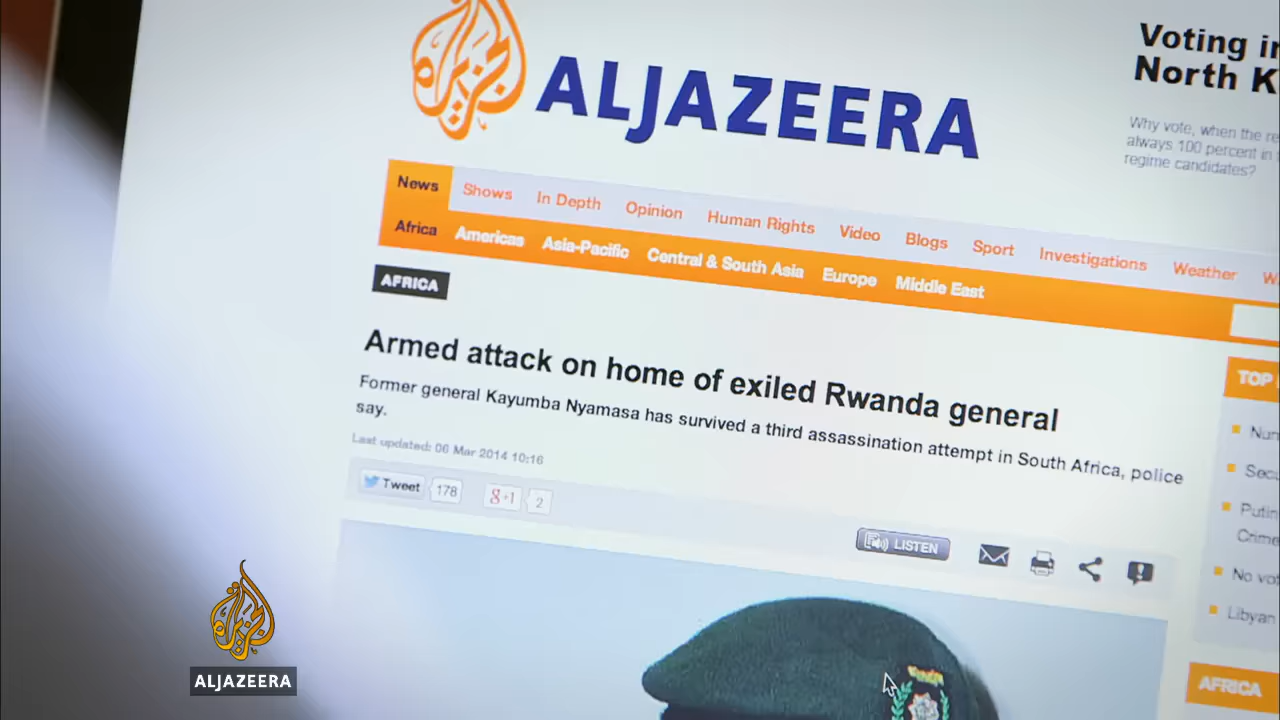 الجزيرة
ALJAZEERA
Voting in
North K
Why vote, when the re
always 100 percent in
regime candidates?
News
Shows
In Depth
Opinion
Human Rights
Video
Blogs
Sport
Investigations
Weather
W
Africa
Americas
Asia-Pacific
Central & South Asia
Europe
Middle East
AFRICA
Armed attack on home of exiled Rwanda general
Former general Kayumba Nyamasa has survived a third assassination attempt in South Africa, police
say.
Last updated: 06 Mar 2014 10:16
Tweet
178
g+1
2
LISTEN
TOP
Nur
Secu
Putin
Crime
No vot
Libyan
AFRICA
الجزيرة
ALJAZEERA